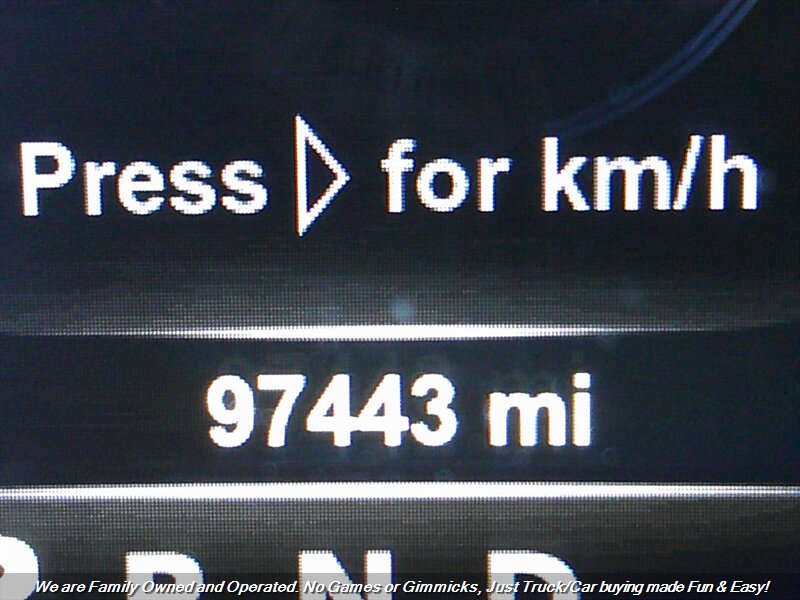 Press ▷ for km/h
97443 mi
P R N D
We are Family Owned and Operated. No Games or Gimmicks, Just Truck/Car buying made Fun & Easy!